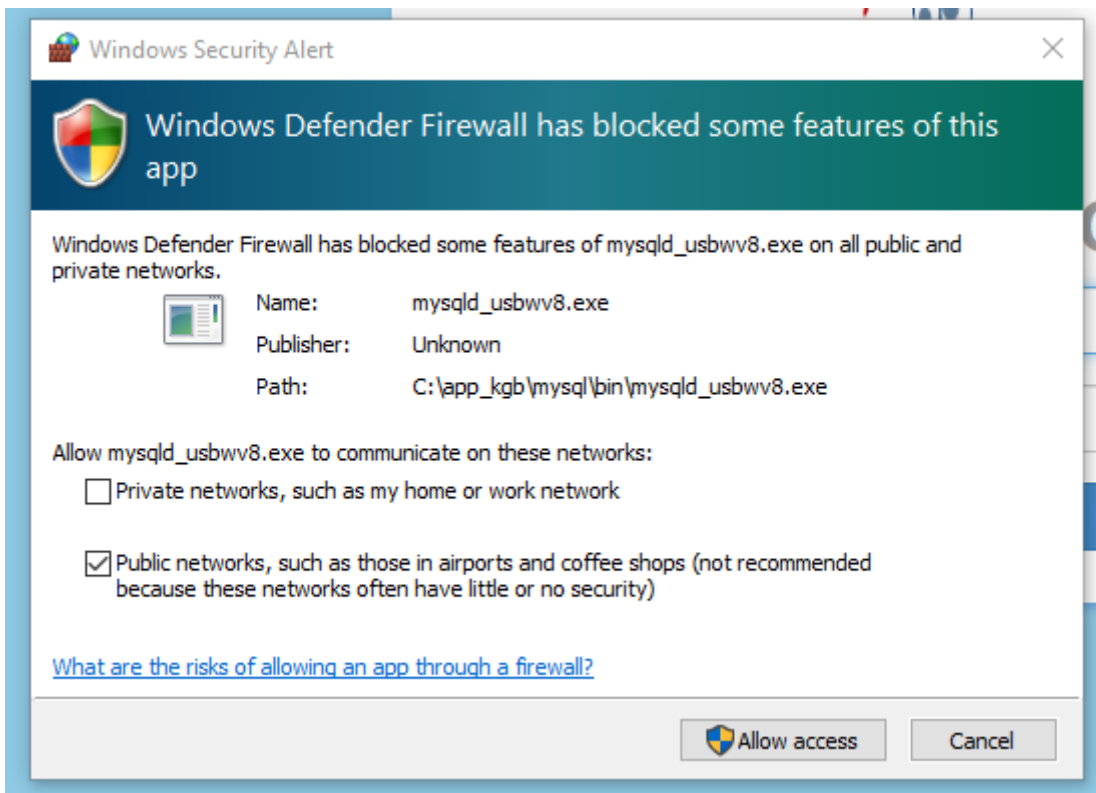 Windows Security Alert
Windows Defender Firewall has blocked some features of this
app
Windows Defender Firewall has blocked some features of mysqld_usbwv8.exe on all public and
private networks.
Name: mysqld_usbwv8.exe
Publisher: Unknown
Path: C:\app_kgb\mysql\bin\mysqld_usbwv8.exe
Allow mysqld_usbwv8.exe to communicate on these networks:
Private networks, such as my home or work network
Public networks, such as those in airports and coffee shops (not recommended
because these networks often have little or no security)
What are the risks of allowing an app through a firewall?
Allow access Cancel